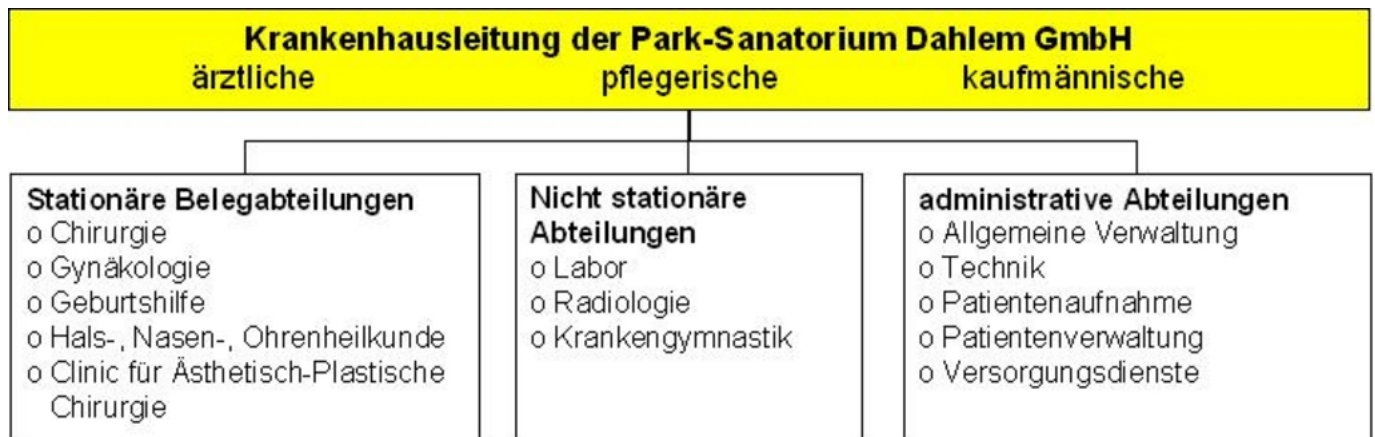 Krankenhausleitung der Park-Sanatorium Dahlem GmbH
ärztliche pflegerische kaufmännische
Stationäre Belegabteilungen
o Chirurgie
o Gynäkologie
o Geburtshilfe
o Hals-, Nasen-, Ohrenheilkunde
o Clinic für Ästhetisch-Plastische
Chirurgie
Nicht stationäre
Abteilungen
o Labor
o Radiologie
o Krankengymnastik
administrative Abteilungen
o Allgemeine Verwaltung
o Technik
o Patientenaufnahme
o Patientenverwaltung
o Versorgungsdienste